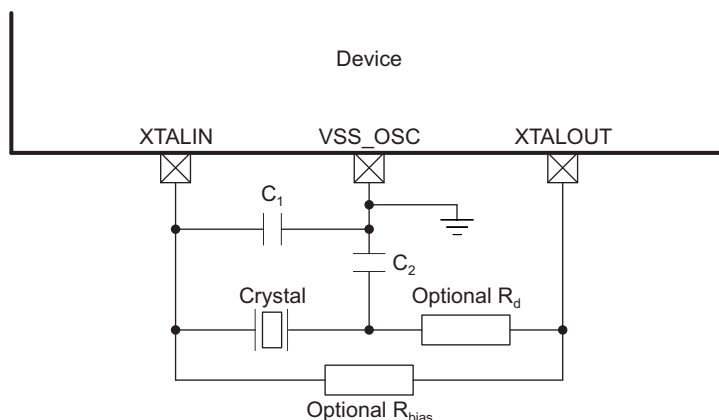 Device
XTALIN VSS_OSC XTALOUT
C1
C2
Crystal Optional Rd
Optional Rbias